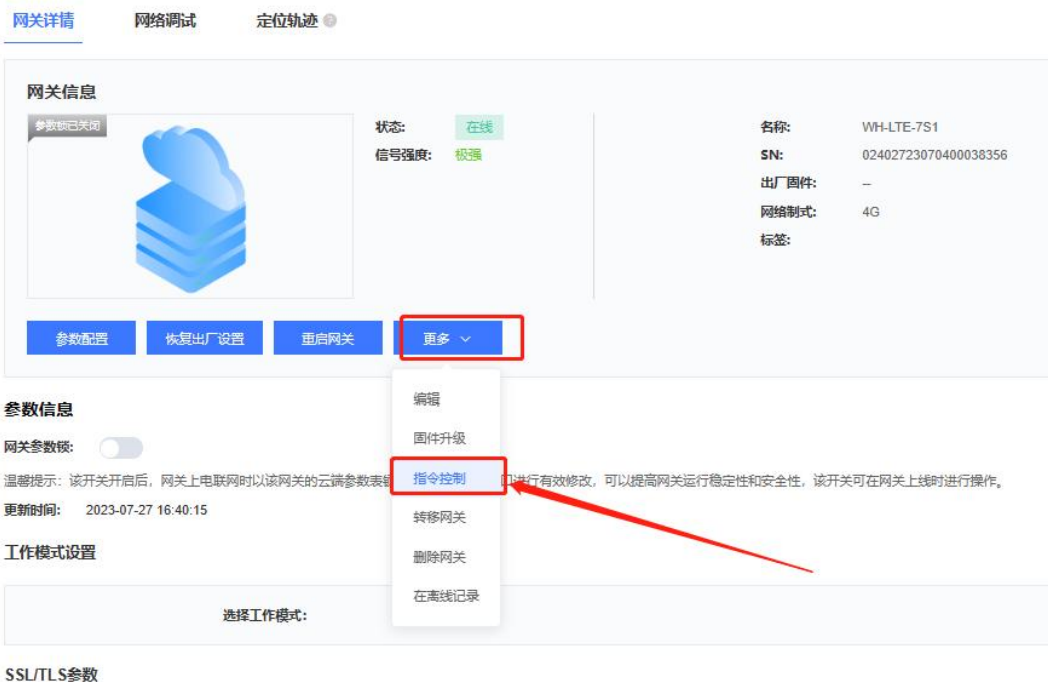 网关详情 网络调试 定位轨迹 ?
网关信息
参数锁已关闭
状态: 在线
信号强度: 极强
名称: WH-LTE-7S1
SN: 02402723070400038356
出厂固件: --
网络制式: 4G
标签:
参数配置 恢复出厂设置 重启网关 更多
编辑
固件升级
指令控制
转移网关
删除网关
在离线记录
参数信息
网关参数锁:
温馨提示：该开关开启后，网关上电联网时以该网关的云端参数表 进行有效修改，可以提高网关运行稳定性和安全性，该开关可在网关上线时进行操作。
更新时间: 2023-07-27 16:40:15
工作模式设置
选择工作模式:
SSL/TLS参数